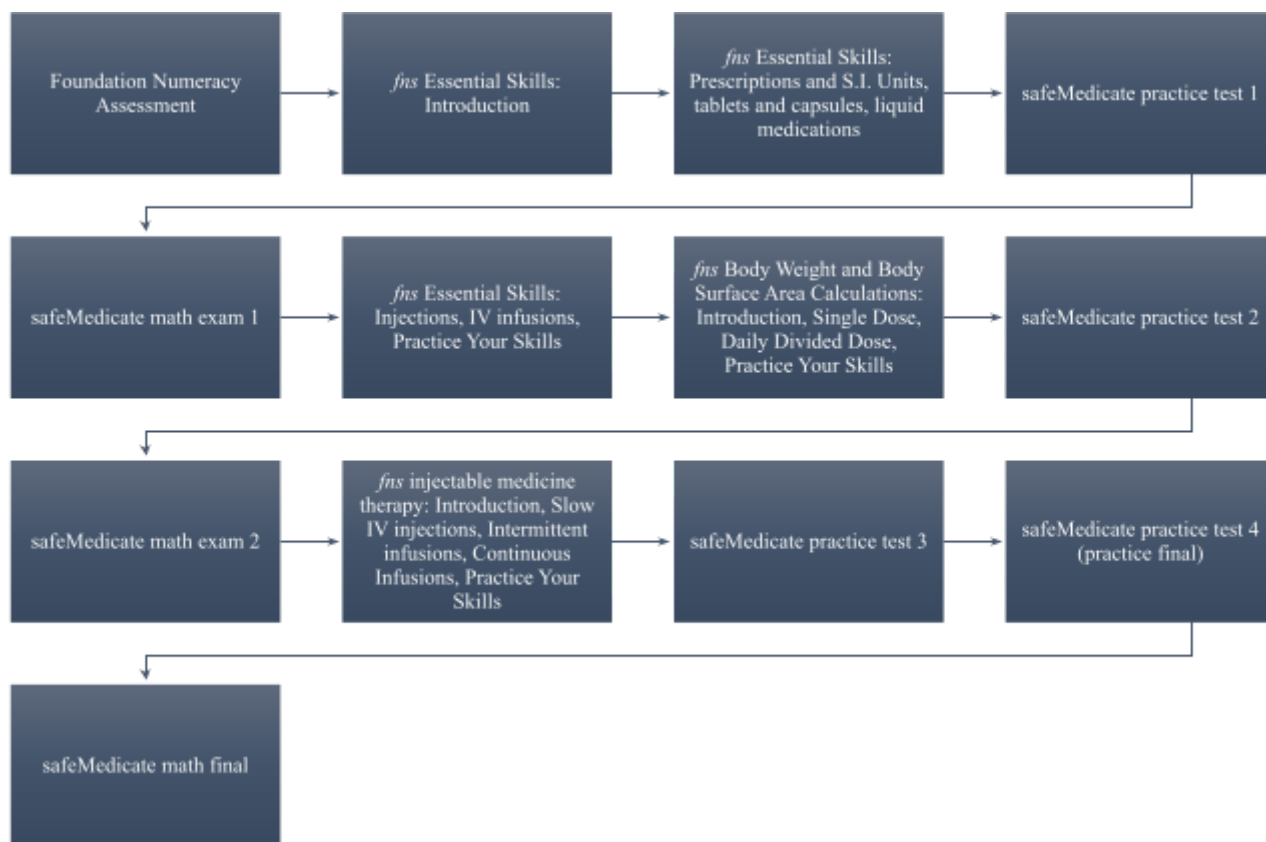 Foundation Numeracy
Assessment
fns Essential Skills:
Introduction
fns Essential Skills:
Prescriptions and S.I. Units,
tablets and capsules, liquid
medications
safeMedicate practice test 1
safeMedicate math exam 1
fns Essential Skills:
Injections, IV infusions,
Practice Your Skills
fns Body Weight and Body
Surface Area Calculations:
Introduction, Single Dose,
Daily Divided Dose,
Practice Your Skills
safeMedicate practice test 2
safeMedicate math exam 2
fns injectable medicine
therapy: Introduction, Slow
IV injections, Intermittent
infusions, Continuous
Infusions, Practice Your
Skills
safeMedicate practice test 3
safeMedicate practice test 4
(practice final)
safeMedicate math final